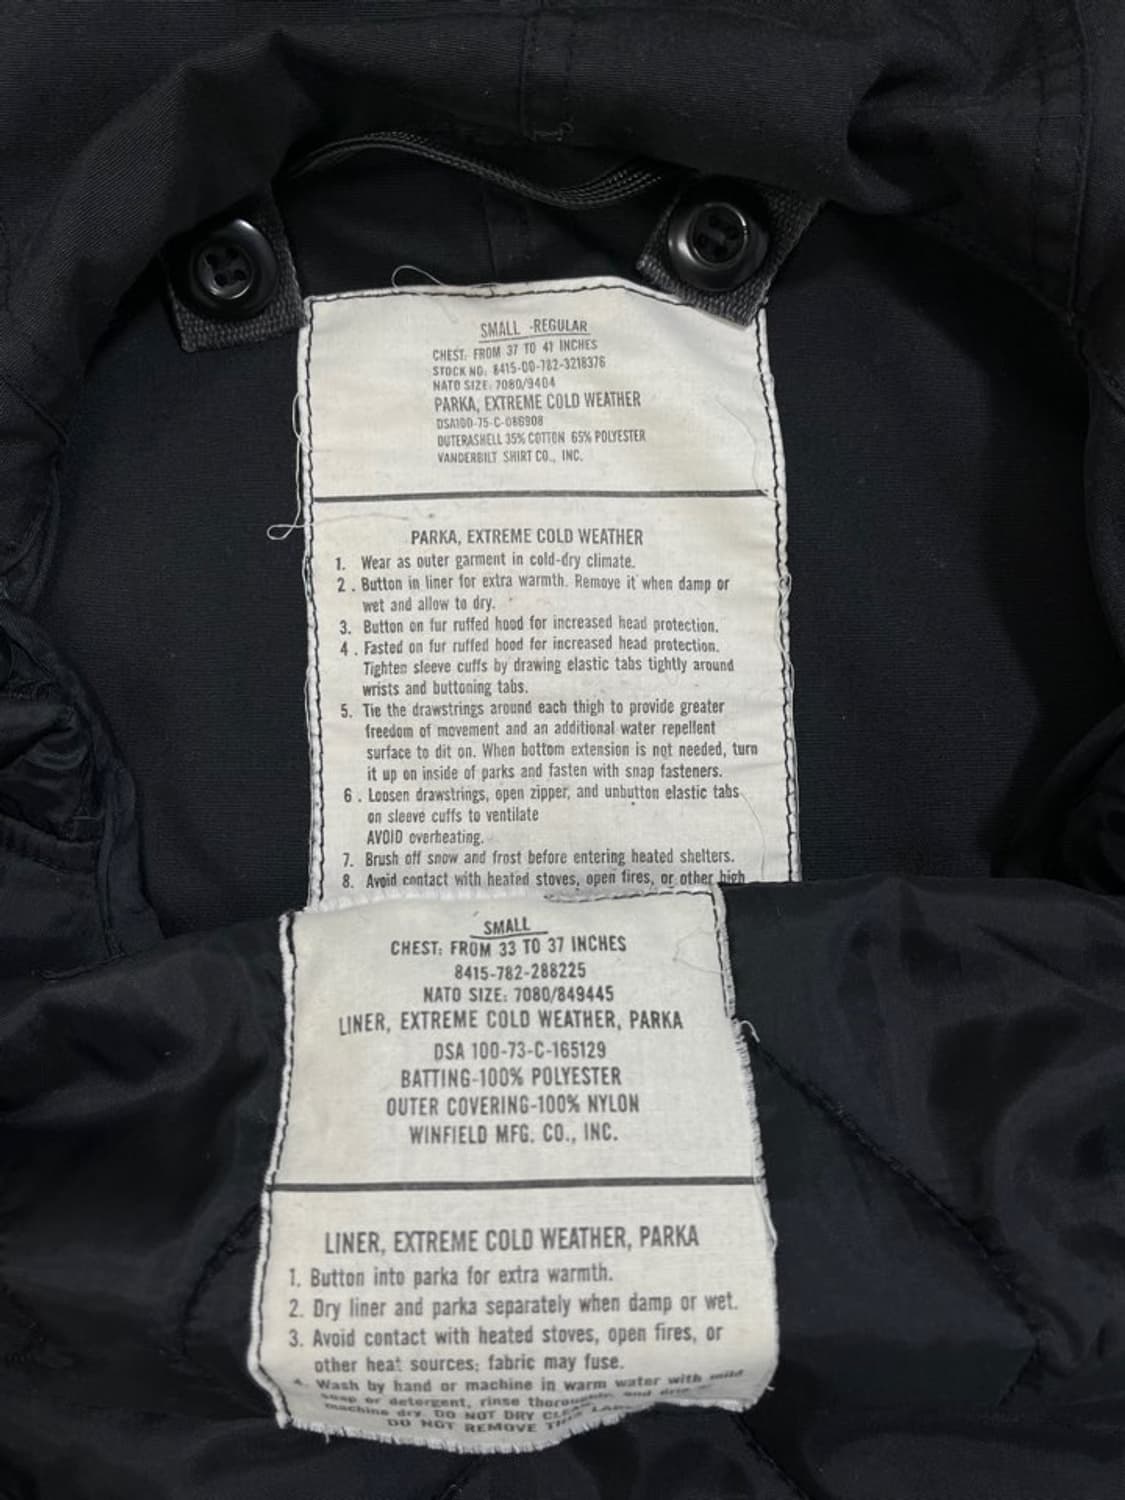 SMALL -REGULAR
CHEST: FROM 37 TO 41 INCHES
STOCK NO: 8415-00-782-3218376
NATO SIZE: 7080/9404
PARKA, EXTREME COLD WEATHER
DSA100-75-C-086908
OUTERASHELL 35% COTTON 65% POLYESTER
VANDERBILT SHIRT CO., INC.
PARKA, EXTREME COLD WEATHER
1. Wear as outer garment in cold-dry climate.
2. Button in liner for extra warmth. Remove it when damp or
wet and allow to dry.
3. Button on fur ruffed hood for increased head protection.
4. Fasted on fur ruffed hood for increased head protection.
Tighten sleeve cuffs by drawing elastic tabs tightly around
wrists and buttoning tabs.
5. Tie the drawstrings around each thigh to provide greater
freedom of movement and an additional water repellent
surface to dit on. When bottom extension is not needed, turn
it up on inside of parks and fasten with snap fasteners.
6. Loosen drawstrings, open zipper, and unbutton elastic tabs
on sleeve cuffs to ventilate
AVOID overheating.
7. Brush off snow and frost before entering heated shelters.
8. Avoid contact with heated stoves, open fires, or other high
SMALL
CHEST: FROM 33 TO 37 INCHES
8415-782-288225
NATO SIZE: 7080/849445
LINER, EXTREME COLD WEATHER, PARKA
DSA 100-73-C-165129
BATTING-100% POLYESTER
OUTER COVERING-100% NYLON
WINFIELD MFG. CO., INC.
LINER, EXTREME COLD WEATHER, PARKA
1. Button into parka for extra warmth.
2. Dry liner and parka separately when damp or wet.
3. Avoid contact with heated stoves, open fires, or
other heat sources; fabric may fuse.
4. Wash by hand or machine in warm water with mild
soap or detergent, rinse and
machine dry. DO NOT DRY
DO NOT REMOVE